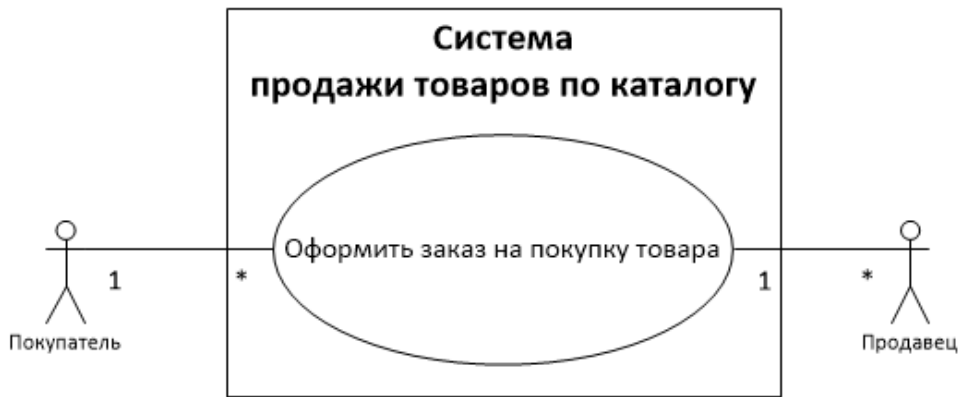 Система
продажи товаров по каталогу
Оформить заказ на покупку товара
1
*
1
*
Покупатель
Продавец